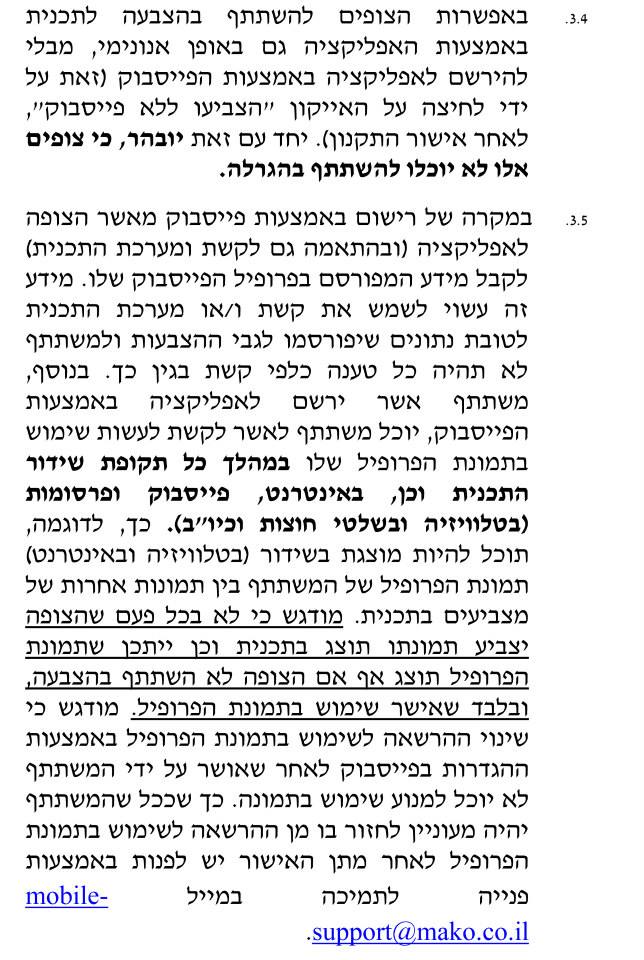 3.4. באפשרות הצופים להשתתף בהצבעה לתכנית
באמצעות האפליקציה גם באופן אנונימי, מבלי
להירשם לאפליקציה באמצעות הפייסבוק (זאת על
ידי לחיצה על האייקון "הצביעו ללא פייסבוק",
לאחר אישור התקנון). יחד עם זאת יובהר, כי צופים
אלו לא יוכלו להשתתף בהגרלה.
3.5. במקרה של רישום באמצעות פייסבוק מאשר הצופה
לאפליקציה (ובהתאמה גם לקשת ומערכת התכנית)
לקבל מידע המפורסם בפרופיל הפייסבוק שלו. מידע
זה עשוי לשמש את קשת ו/או מערכת התכנית
לטובת נתונים שיפורסמו לגבי ההצבעות ולמשתתף
לא תהיה כל טענה כלפי קשת בגין כך. בנוסף,
משתתף אשר ירשם לאפליקציה באמצעות
הפייסבוק, יוכל משתתף לאשר לקשת לעשות שימוש
בתמונת הפרופיל שלו במהלך כל תקופת שידור
התכנית וכן, באינטרנט, פייסבוק ופרסומות
(בטלוויזיה ובשלטי חוצות וכיו"ב). כך, לדוגמה,
תוכל להיות מוצגת בשידור (בטלוויזיה ובאינטרנט)
תמונת הפרופיל של המשתתף בין תמונות אחרות של
מצביעים בתכנית. מודגש כי לא בכל פעם שהצופה
יצביע תמונתו תוצג בתכנית וכן ייתכן שתמונת
הפרופיל תוצג אף אם הצופה לא השתתף בהצבעה,
ובלבד שאישר שימוש בתמונת הפרופיל. מודגש כי
שינוי ההרשאה לשימוש בתמונת הפרופיל באמצעות
ההגדרות בפייסבוק לאחר שאושר על ידי המשתתף
לא יוכל למנוע שימוש בתמונה. כך שככל שהמשתתף
יהיה מעוניין לחזור בו מן ההרשאה לשימוש בתמונת
הפרופיל לאחר מתן האישור יש לפנות באמצעות
פנייה לתמיכה במייל mobile-
support@mako.co.il.